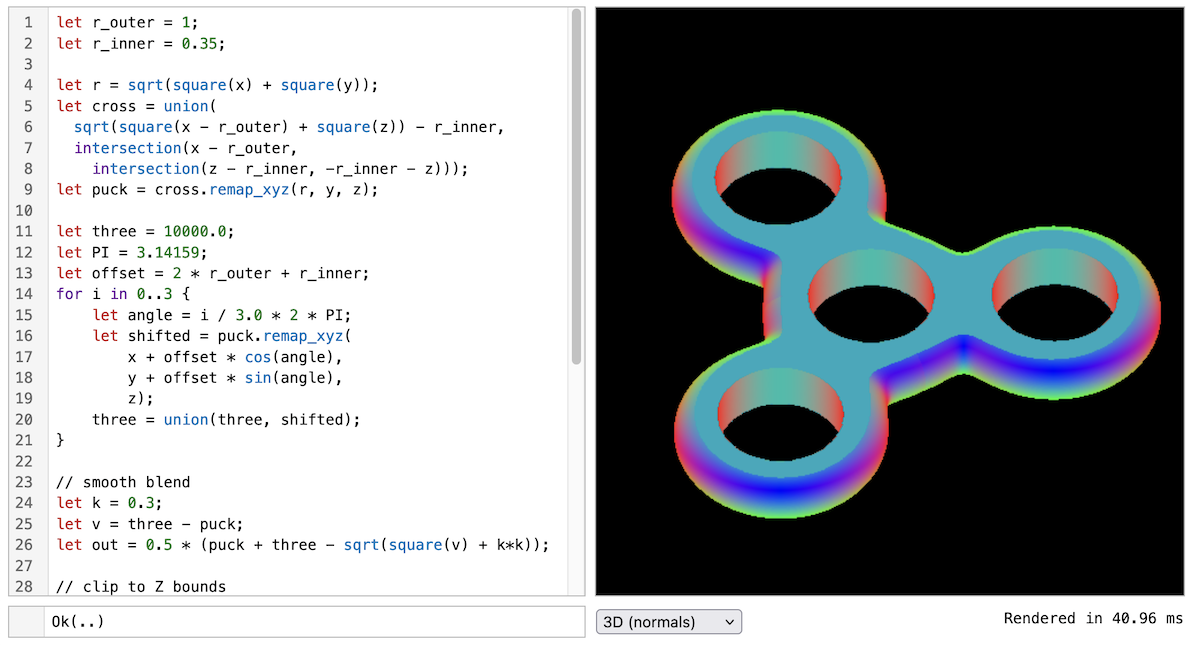 1 let r_outer = 1;
2 let r_inner = 0.35;
3
4 let r = sqrt(square(x) + square(y));
5 let cross = union(
6   sqrt(square(x - r_outer) + square(z)) - r_inner,
7   intersection(x - r_outer,
8     intersection(z - r_inner, -r_inner - z)));
9 let puck = cross.remap_xyz(r, y, z);
10
11 let three = 10000.0;
12 let PI = 3.14159;
13 let offset = 2 * r_outer + r_inner;
14 for i in 0..3 {
15     let angle = i / 3.0 * 2 * PI;
16     let shifted = puck.remap_xyz(
17         x + offset * cos(angle),
18         y + offset * sin(angle),
19         z);
20     three = union(three, shifted);
21 }
22
23 // smooth blend
24 let k = 0.3;
25 let v = three - puck;
26 let out = 0.5 * (puck + three - sqrt(square(v) + k*k));
27
28 // clip to Z bounds
Ok(..)
3D (normals)
Rendered in 40.96 ms